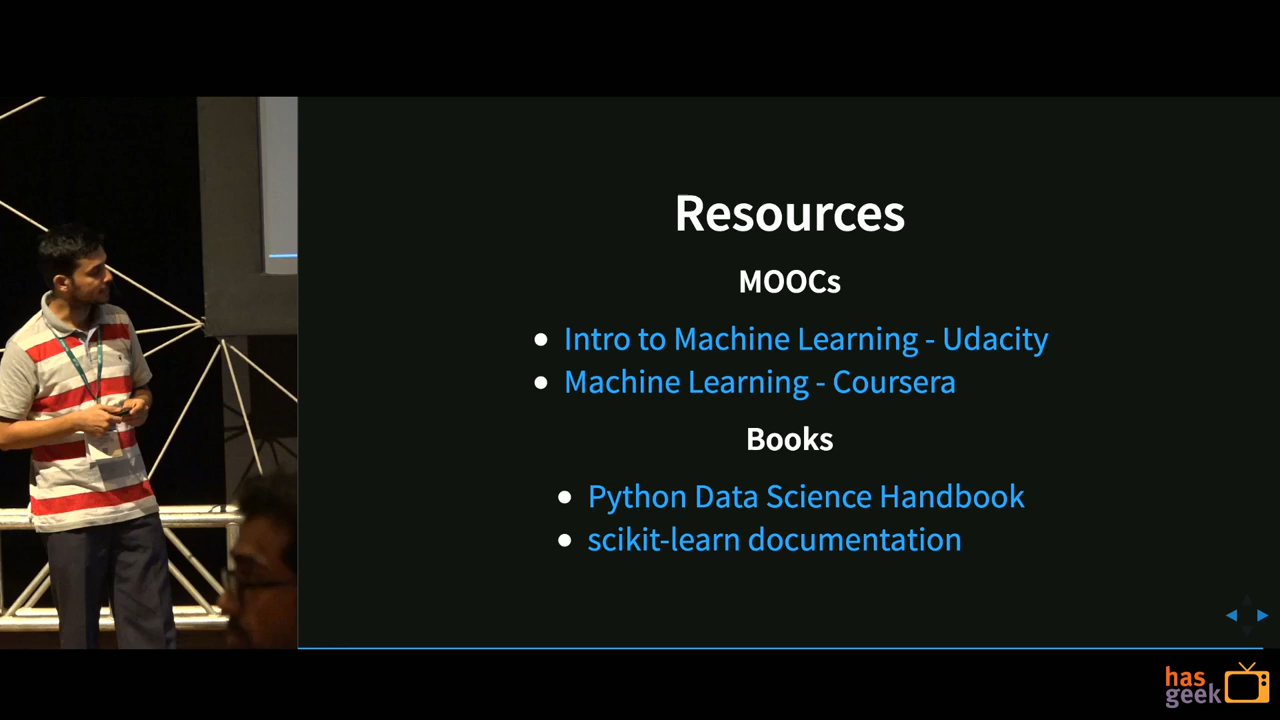 Resources
MOOCs
Intro to Machine Learning - Udacity
Machine Learning - Coursera
Books
Python Data Science Handbook
scikit-learn documentation
has
geek